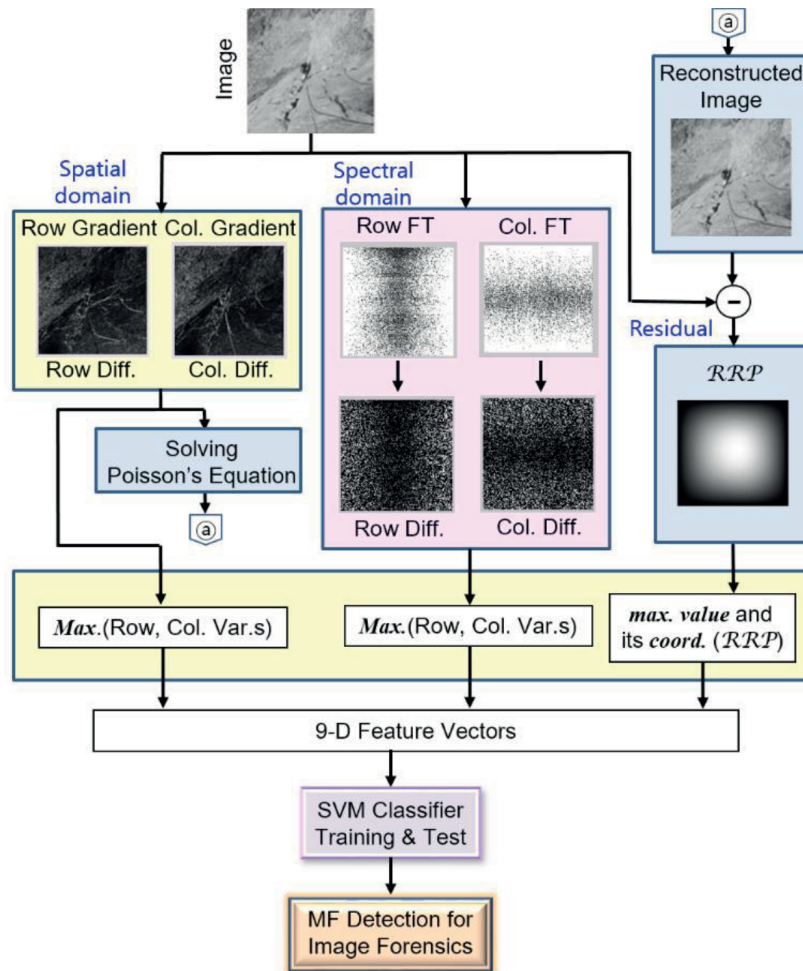 Image
ⓐ
Reconstructed
Image
Spatial
domain
Spectral
domain
Row Gradient Col. Gradient
Row Diff. Col. Diff.
Row FT Col. FT
Row Diff. Col. Diff.
Residual
RRP
Solving
Poisson's Equation
ⓐ
Max.(Row, Col. Var.s)
Max.(Row, Col. Var.s)
max. value and
its coord. (RRP)
9-D Feature Vectors
SVM Classifier
Training & Test
MF Detection for
Image Forensics